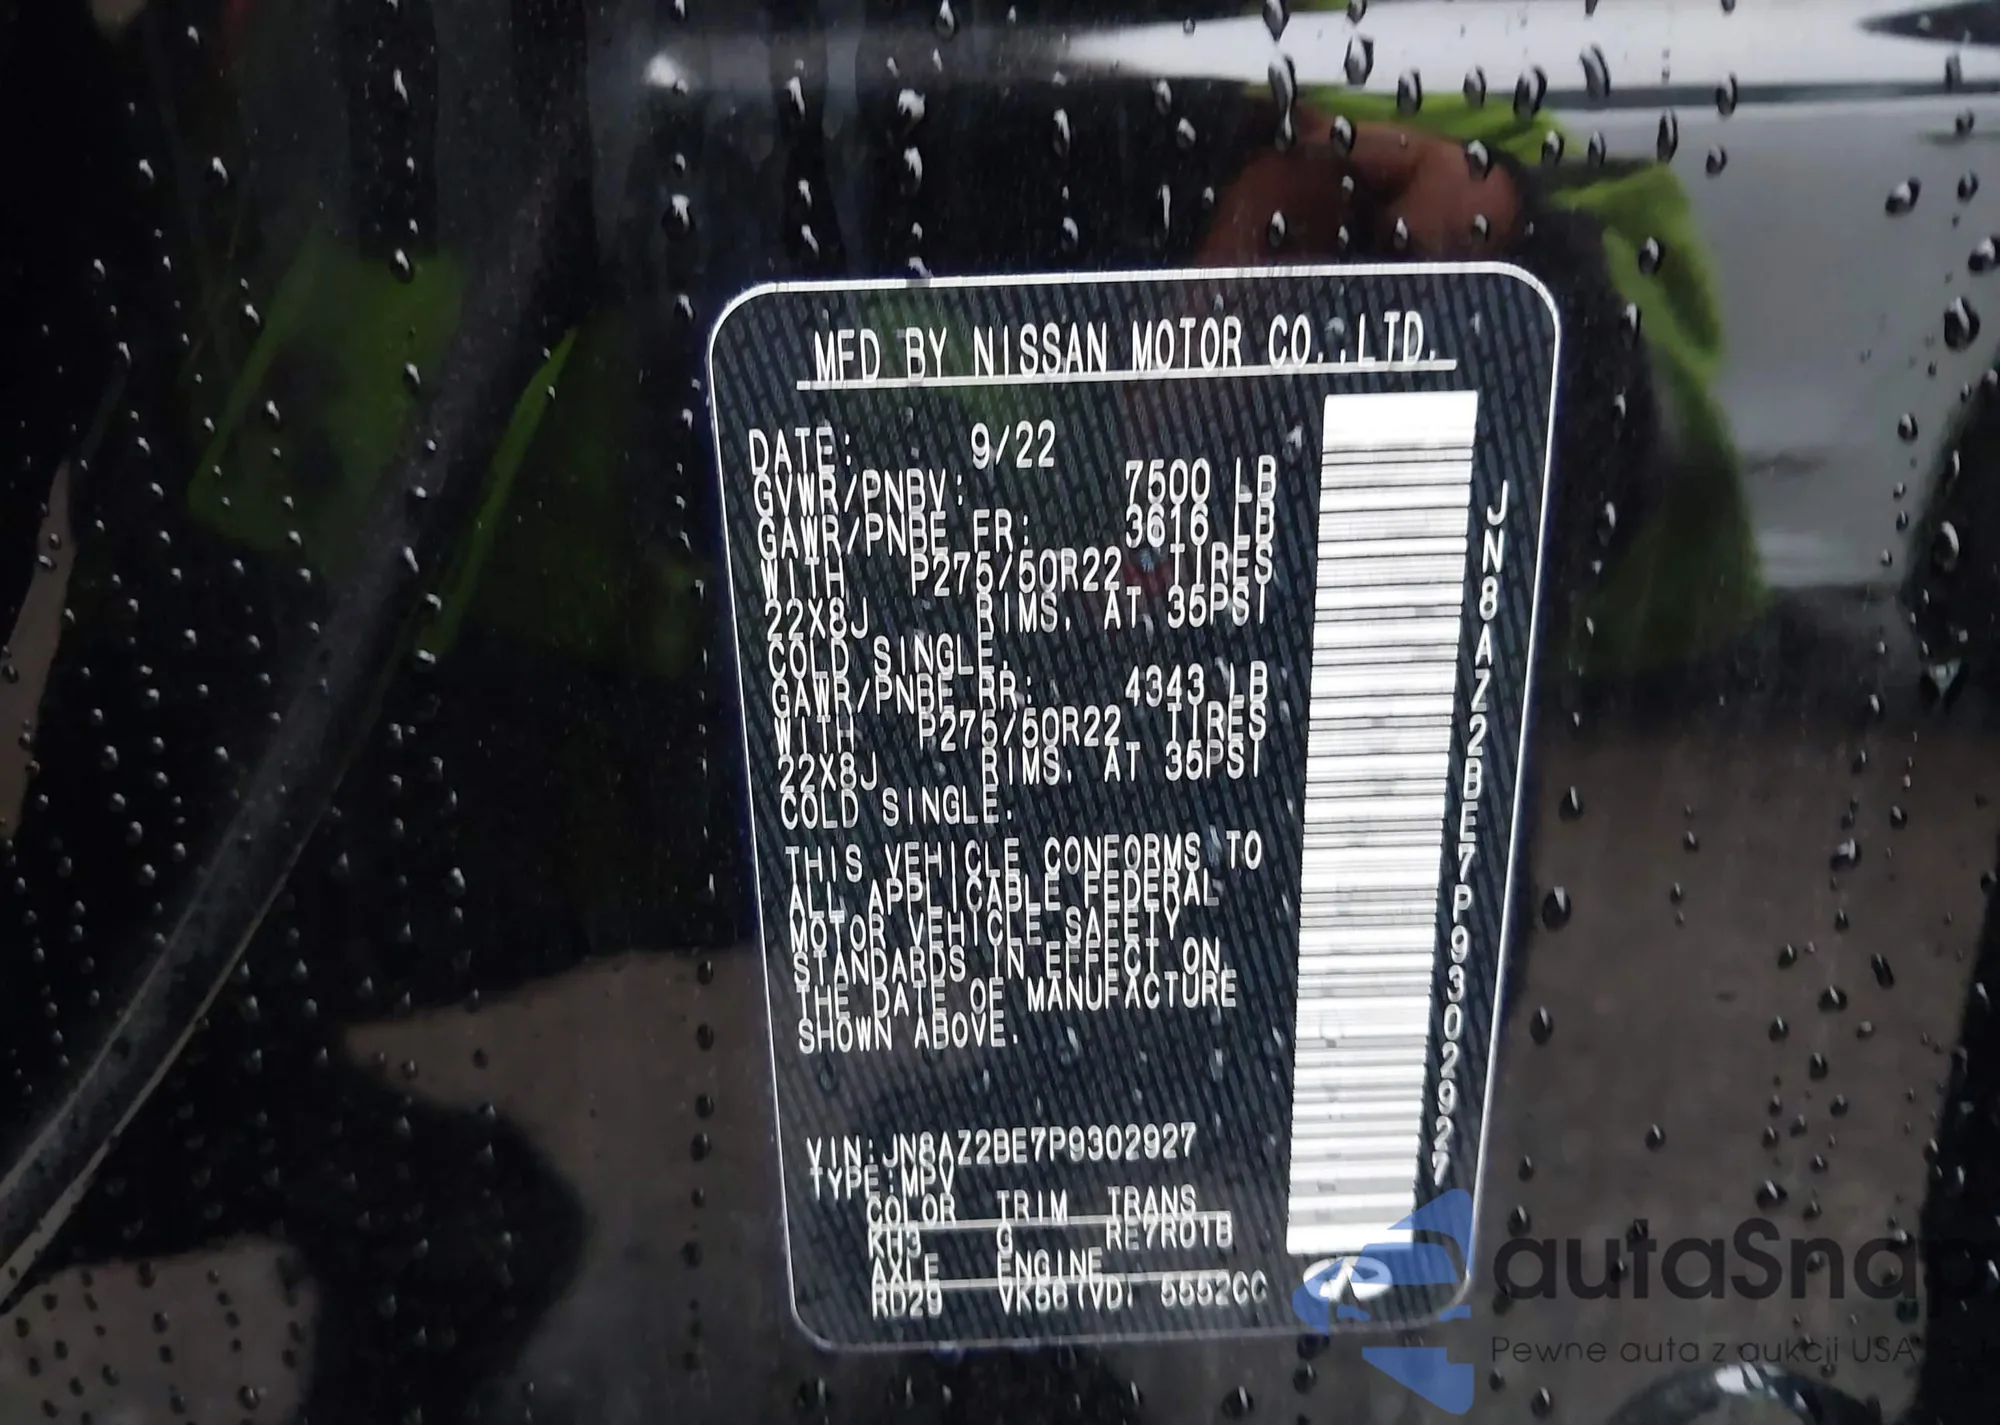 MFD BY NISSAN MOTOR CO.,LTD.
DATE: 9/22
GVWR/PNBV: 7500 LB
GAWR/PNBE FR: 3616 LB
WITH P275/50R22 TIRES
22X8J RIMS. AT 35PSI
COLD SINGLE.
GAWR/PNBE RR: 4343 LB
WITH P275/50R22 TIRES
22X8J RIMS. AT 35PSI
COLD SINGLE.
THIS VEHICLE CONFORMS TO
ALL APPLICABLE FEDERAL
MOTOR VEHICLE SAFETY
STANDARDS IN EFFECT ON
THE DATE OF MANUFACTURE
SHOWN ABOVE.
VIN:JN8AZ2BE7P9302927
TYPE:MPV
COLOR TRIM TRANS
KH3 G RE7R01B
AXLE ENGINE
RD29 VK56(VD) 5552CC
JN8AZ2BE7P9302927
autaSnap
Pewne auta z aukcji USA